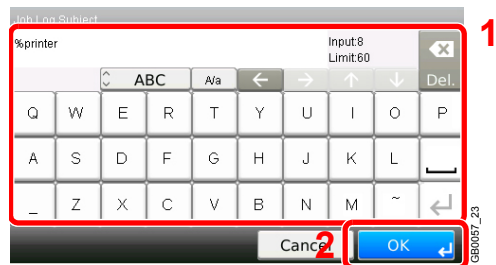 Job Log Subject
%printer
Input:8
Limit:60
1
ABC A/a ← → ↑ ↓ Del.
Q W E R T Y U I O P
A S D F G H J K L
_ Z X C V B N M ~
2
Cancel OK
GB0057_23